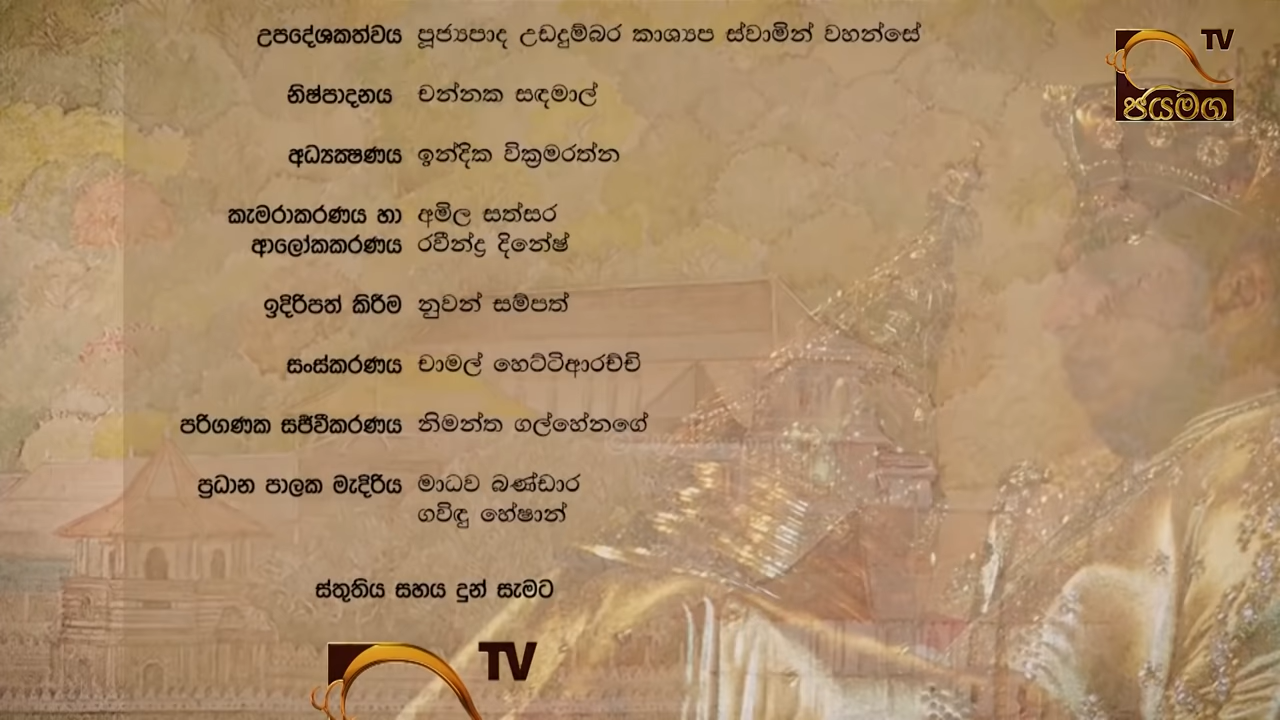 උපදේශකත්වය පූජ්‍යපාද උඩුදුම්බර කාශ්‍යප ස්වාමින් වහන්සේ
TV
ජයමග
නිෂ්පාදනය චන්නක සඳමාල්
අධ්‍යක්ෂණය ඉන්දික වික්‍රමරත්න
කැමරාකරණය හා අමිල සත්සර
ආලෝකකරණය රවීන්ද්‍ර දිනේෂ්
ඉදිරිපත් කිරීම නුවන් සම්පත්
සංස්කරණය චාමල් හෙට්ටිආරච්චි
පරිගණක සජීවීකරණය නිමන්ත ගල්හේනගේ
ප්‍රධාන පාලක මැදිරිය මාධව බණ්ඩාර
ගවිඳු හේෂාන්
ස්තූතිය සහය දුන් සැමට
TV